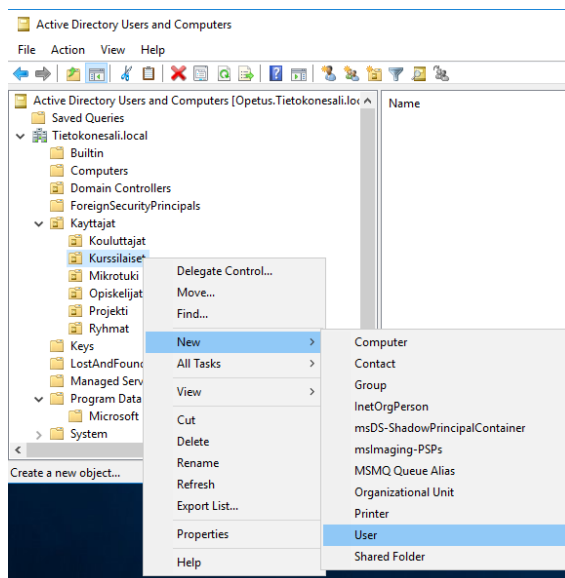 Active Directory Users and Computers
File Action View Help
Active Directory Users and Computers [Opetus.Tietokonesali.loc
Name
Saved Queries
Tietokonesali.local
Builtin
Computers
Domain Controllers
ForeignSecurityPrincipals
Kayttajat
Kouluttajat
Kurssilaiset
Mikrotuki
Opiskelijat
Projekti
Ryhmat
Keys
LostAndFoun
Managed Serv
Program Data
Microsoft
System
Create a new object...
Delegate Control...
Move...
Find...
New
All Tasks
View
Cut
Delete
Rename
Refresh
Export List...
Properties
Help
Computer
Contact
Group
InetOrgPerson
msDS-ShadowPrincipalContainer
msImaging-PSPs
MSMQ Queue Alias
Organizational Unit
Printer
User
Shared Folder